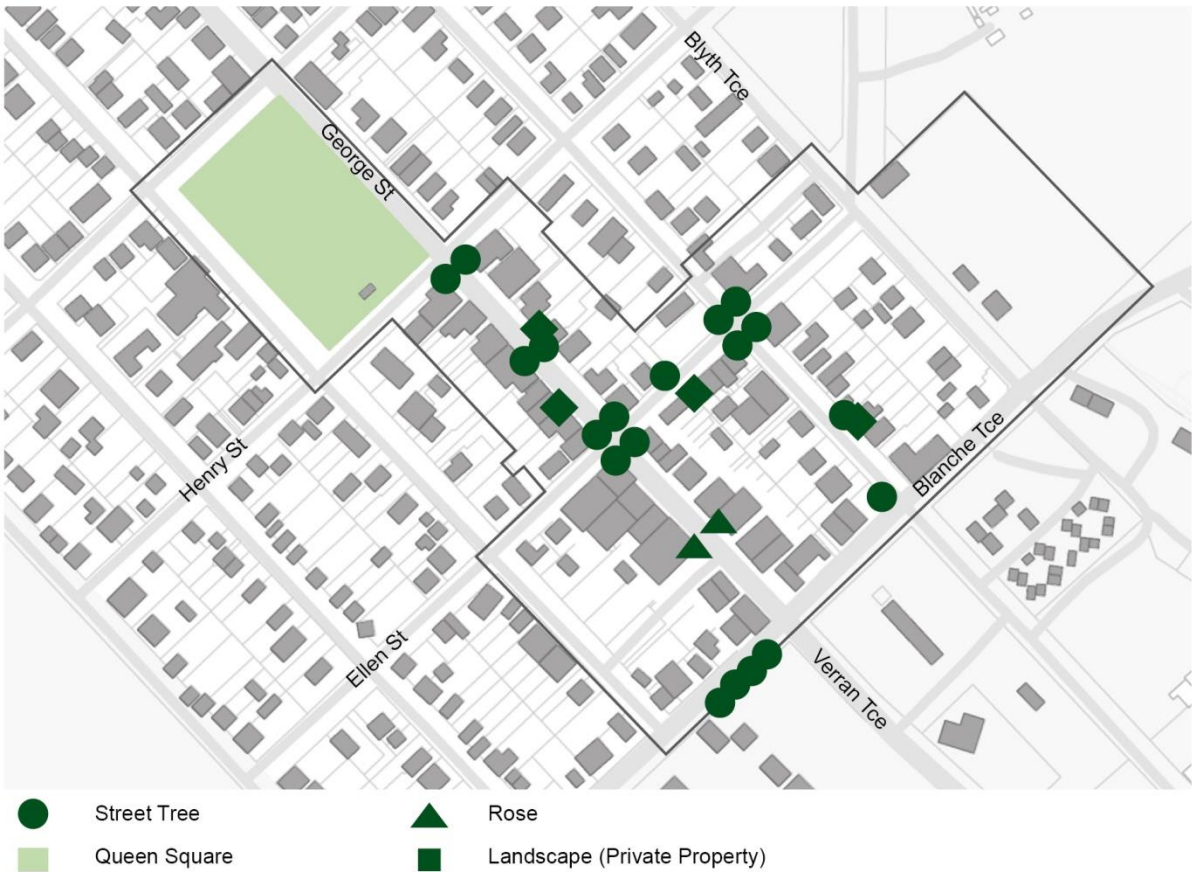 Blyth Tce
George St
Henry St
Blanche Tce
Ellen St
Verran Tce
Street Tree
Rose
Queen Square
Landscape (Private Property)